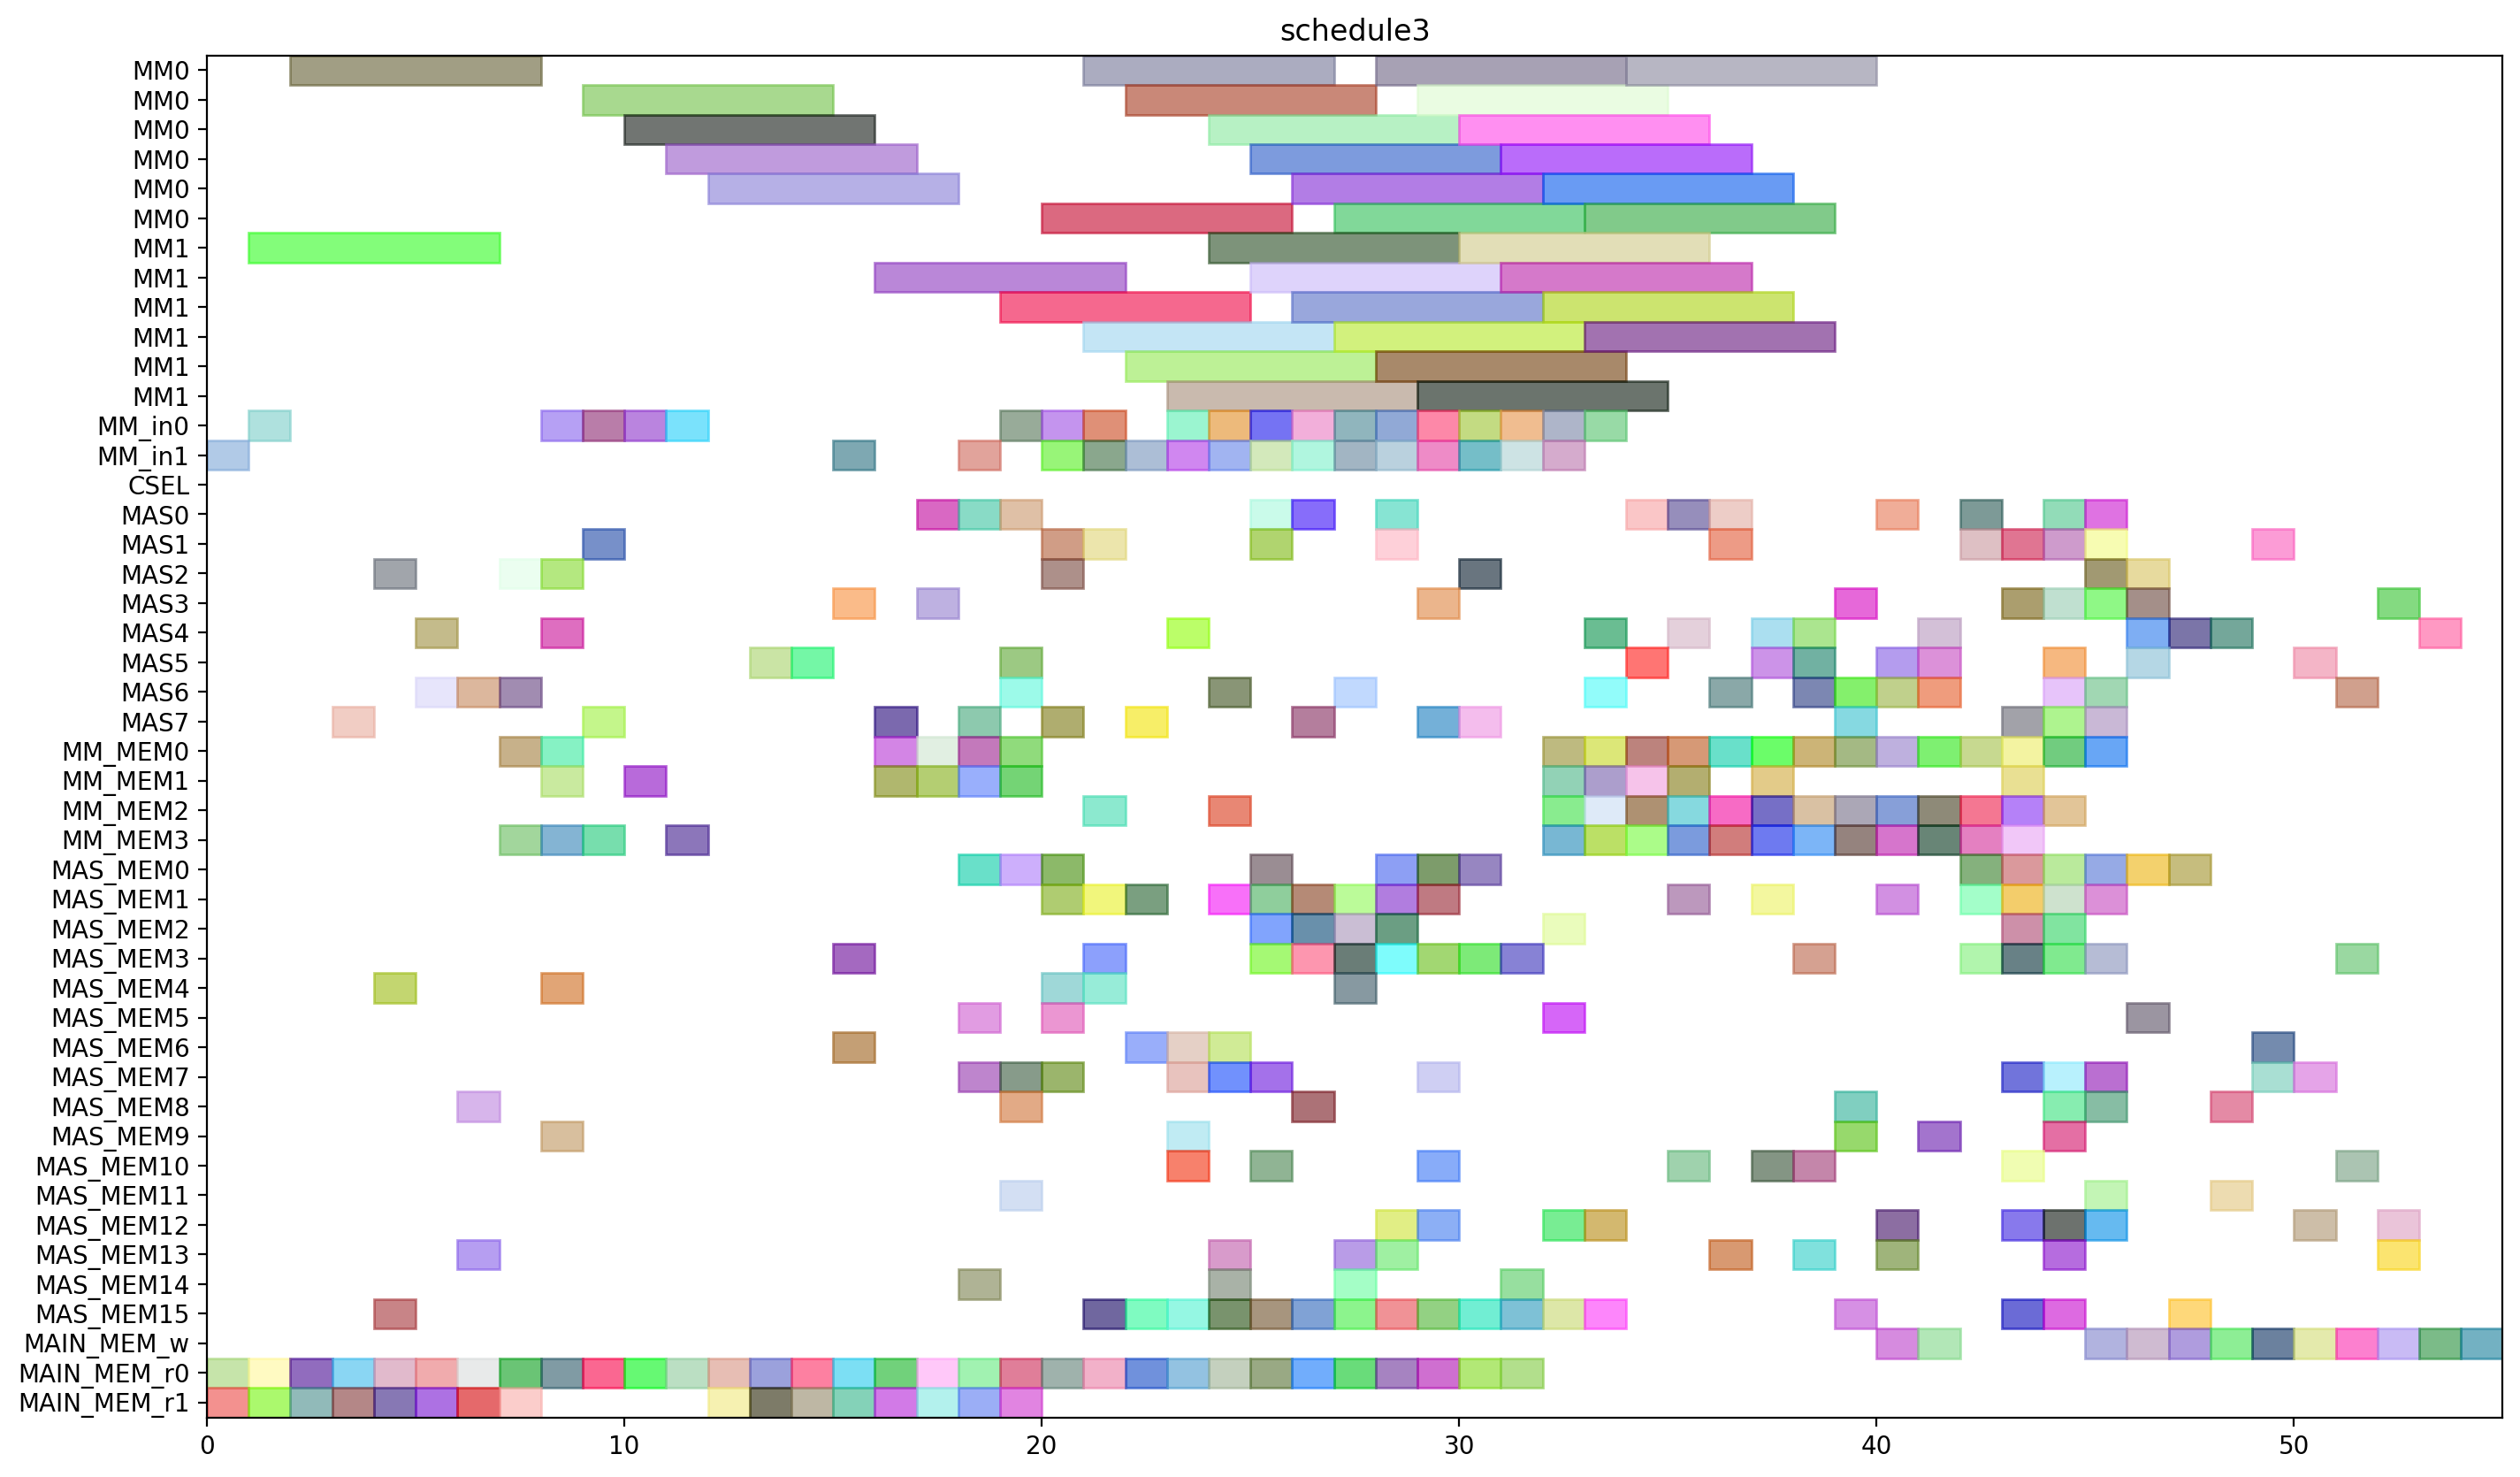 schedule3
MM0
MM0
MM0
MM0
MM0
MM0
MM1
MM1
MM1
MM1
MM1
MM1
MM_in0
MM_in1
CSEL
MAS0
MAS1
MAS2
MAS3
MAS4
MAS5
MAS6
MAS7
MM_MEM0
MM_MEM1
MM_MEM2
MM_MEM3
MAS_MEM0
MAS_MEM1
MAS_MEM2
MAS_MEM3
MAS_MEM4
MAS_MEM5
MAS_MEM6
MAS_MEM7
MAS_MEM8
MAS_MEM9
MAS_MEM10
MAS_MEM11
MAS_MEM12
MAS_MEM13
MAS_MEM14
MAS_MEM15
MAIN_MEM_w
MAIN_MEM_r0
MAIN_MEM_r1
0 10 20 30 40 50